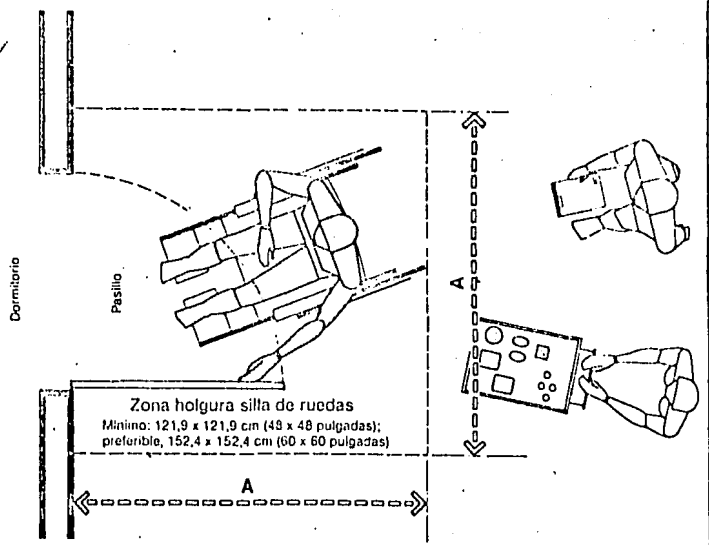 Dormitorio
Pasillo
A
Zona holgura silla de ruedas
Mínimo: 121,9 x 121,9 cm (48 x 48 pulgadas);
preferible, 152,4 x 152,4 cm (60 x 60 pulgadas)
A